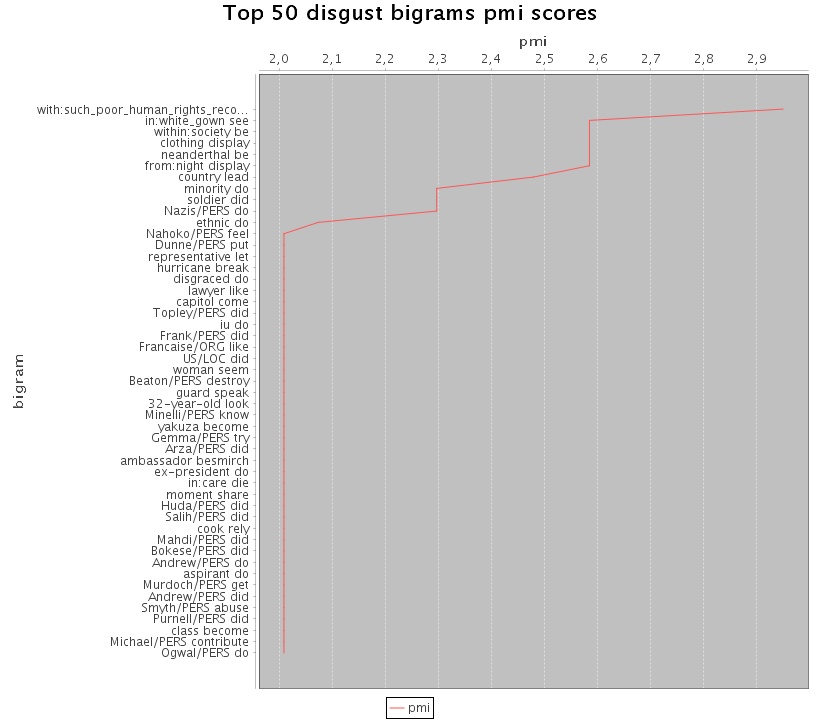 Top 50 disgust bigrams pmi scores
pmi
2,0 2,1 2,2 2,3 2,4 2,5 2,6 2,7 2,8 2,9
with:such_poor_human_rights_reco...
in:white_gown see
within:society be
clothing display
neanderthal be
from:night display
country lead
minority do
soldier did
Nazis/PERS do
ethnic do
Nahoko/PERS feel
Dunne/PERS put
representative let
hurricane break
disgraced do
lawyer like
capitol come
Topley/PERS did
iu do
Frank/PERS did
Francaise/ORG like
US/LOC did
woman seem
Beaton/PERS destroy
guard speak
32-year-old look
Minelli/PERS know
yakuza become
Gemma/PERS try
Arza/PERS did
ambassador besmirch
ex-president do
in:care die
moment share
Huda/PERS did
Salih/PERS did
cook rely
Mahdi/PERS did
Bokese/PERS did
Andrew/PERS do
aspirant do
Murdoch/PERS get
Andrew/PERS did
Smyth/PERS abuse
Purnell/PERS did
class become
Michael/PERS contribute
Ogwal/PERS do
bigram
pmi